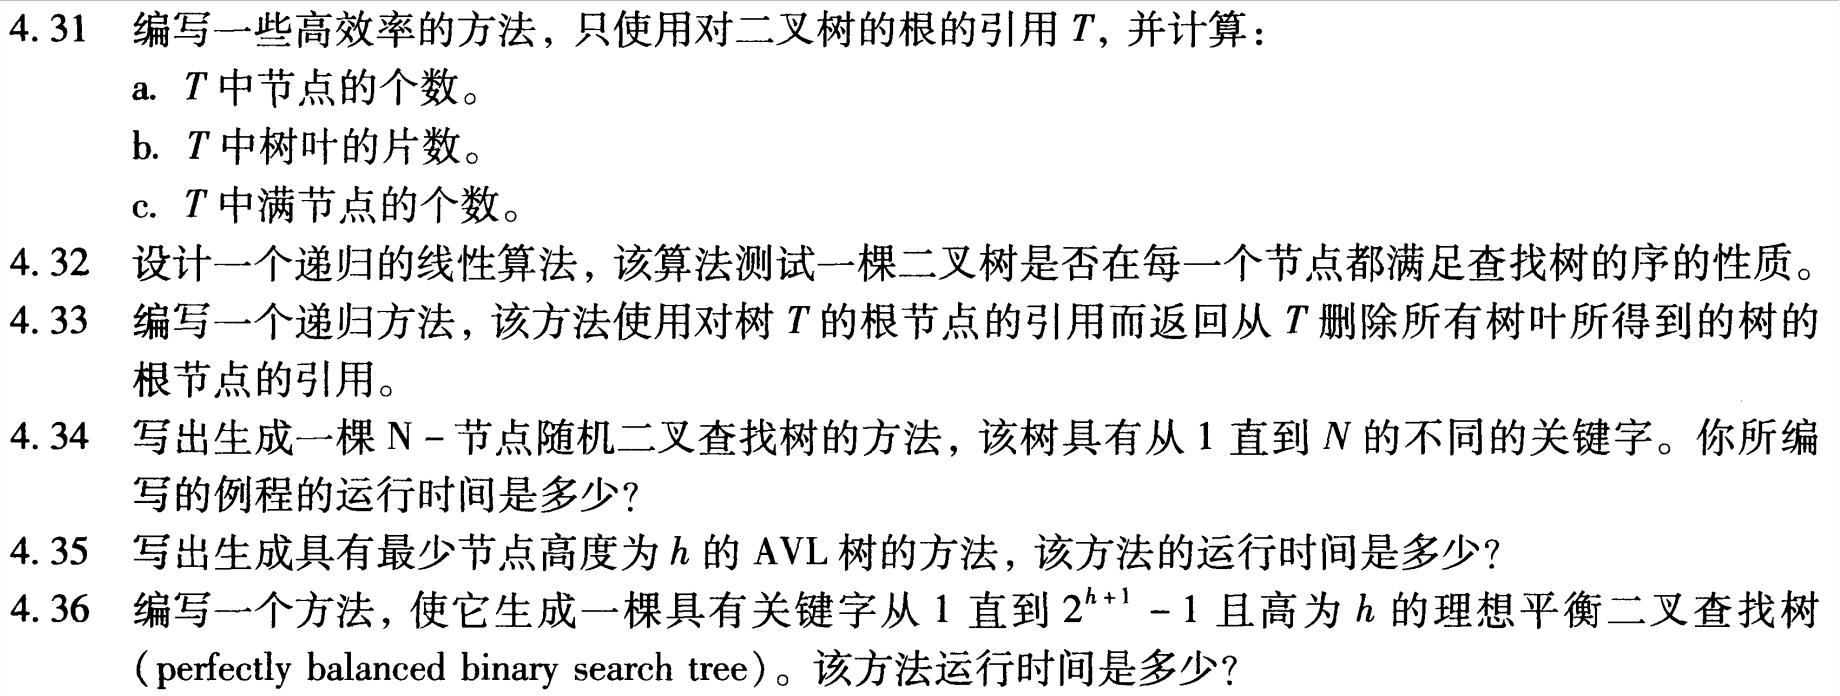 4.31 编写一些高效率的方法，只使用对二叉树的根的引用 T，并计算：
a. T 中节点的个数。
b. T 中树叶的片数。
c. T 中满节点的个数。
4.32 设计一个递归的线性算法，该算法测试一棵二叉树是否在每一个节点都满足查找树的序的性质。
4.33 编写一个递归方法，该方法使用对树 T 的根节点的引用而返回从 T 删除所有树叶所得到的树的
根节点的引用。
4.34 写出生成一棵 N－节点随机二叉查找树的方法，该树具有从 1 直到 N 的不同的关键字。你所编
写的例程的运行时间是多少？
4.35 写出生成具有最少节点高度为 h 的 AVL 树的方法，该方法的运行时间是多少？
4.36 编写一个方法，使它生成一棵具有关键字从 1 直到 2^{h+1} － 1 且高为 h 的理想平衡二叉查找树
（perfectly balanced binary search tree）。该方法运行时间是多少？